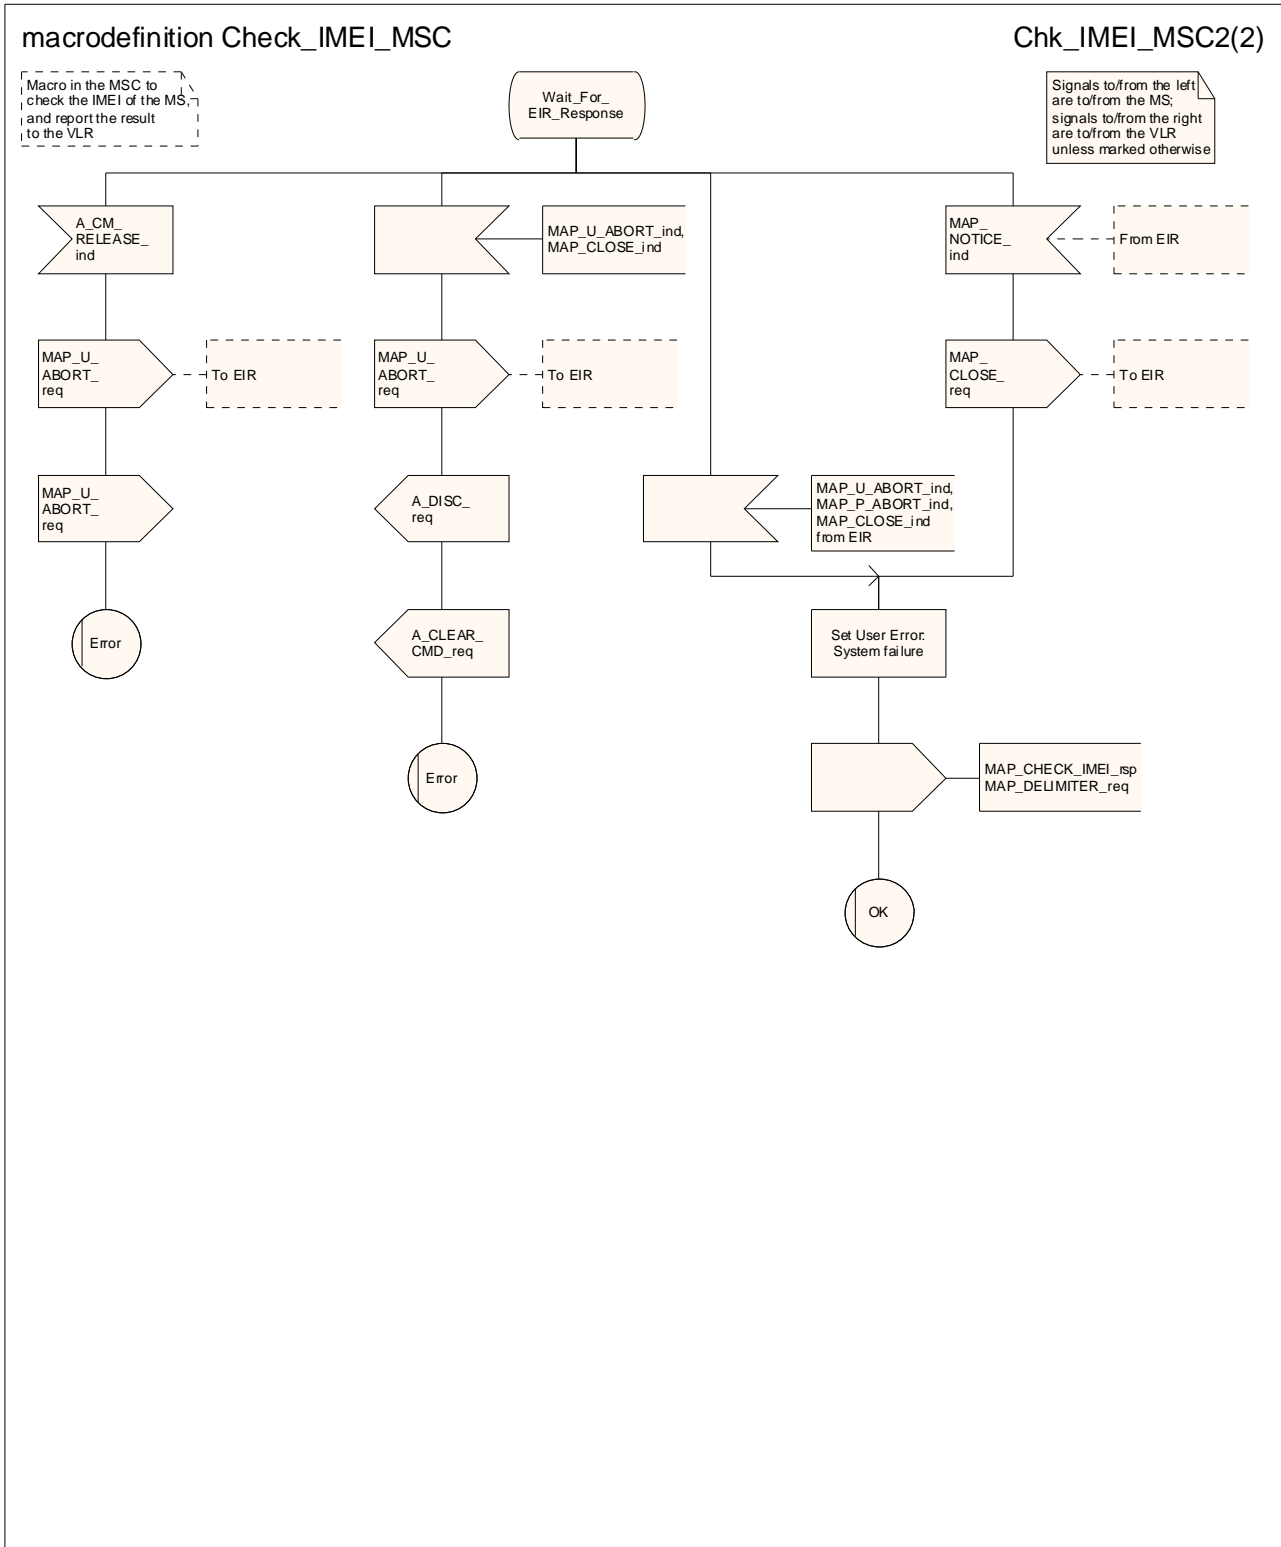 macrodefinition Check_IMEI_MSC
Chk_IMEI_MSC2(2)
Macro in the MSC to
check the IMEI of the MS,
and report the result
to the VLR
Wait_For_
EIR_Response
Signals to/from the left
are to/from the MS;
signals to/from the right
are to/from the VLR
unless marked otherwise
A_CM_
RELEASE_
ind
MAP_U_ABORT_ind,
MAP_CLOSE_ind
MAP_
NOTICE_
ind
From EIR
MAP_U_
ABORT_
req
To EIR
MAP_U_
ABORT_
req
To EIR
MAP_
CLOSE_
req
To EIR
MAP_U_
ABORT_
req
A_DISC_
req
MAP_U_ABORT_ind,
MAP_P_ABORT_ind,
MAP_CLOSE_ind
from EIR
Error
A_CLEAR_
CMD_req
Set User Error:
System failure
Error
MAP_CHECK_IMEI_rsp
MAP_DELIMITER_req
OK